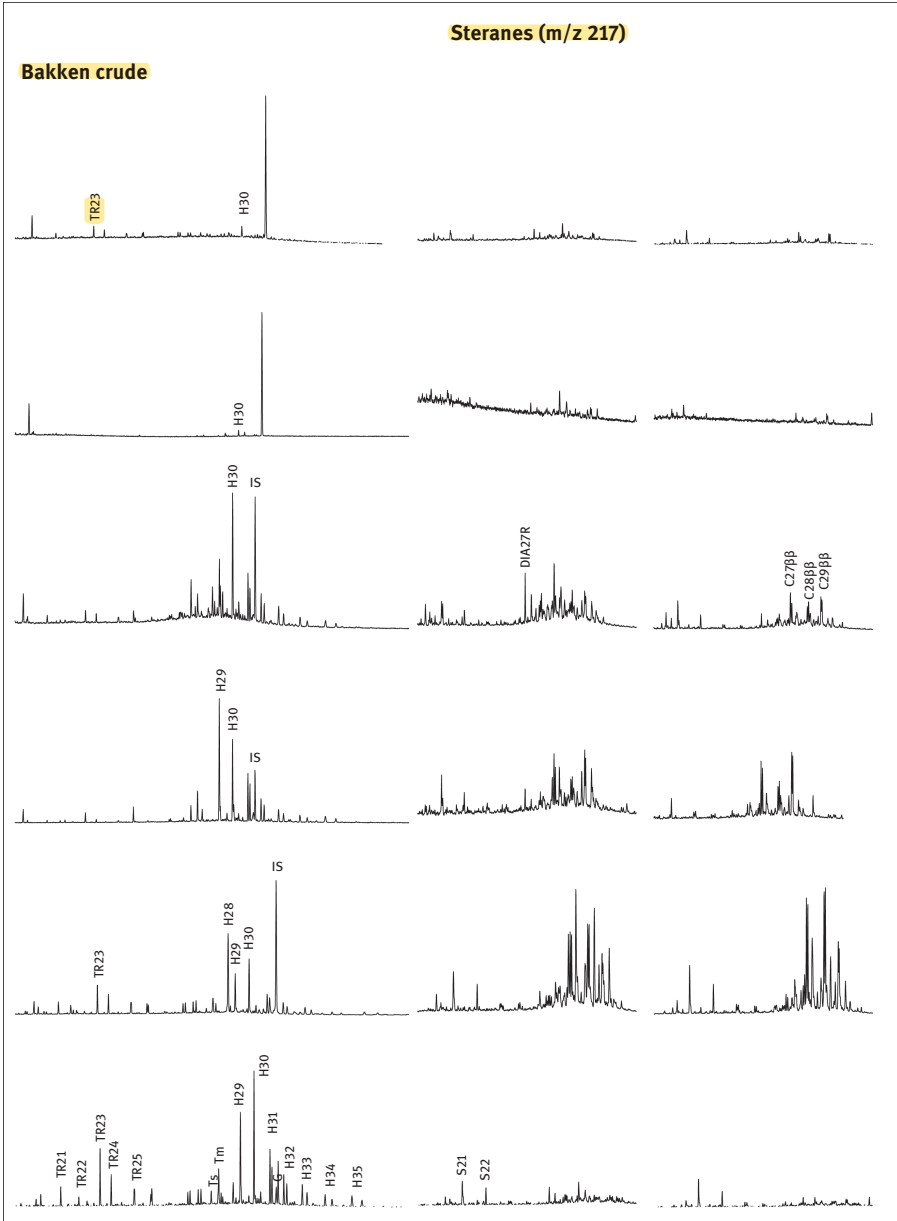 Steranes (m/z 217)
Bakken crude
TR23
H30
H30
H30
IS
DIA27R
C27ββ
C28ββ
C29ββ
H29
H30
IS
TR23
H28
H29
H30
IS
TR21
TR22
TR23
TR24
TR25
Ts
Tm
H29
H30
H31
G
H32
H33
H34
H35
S21
S22